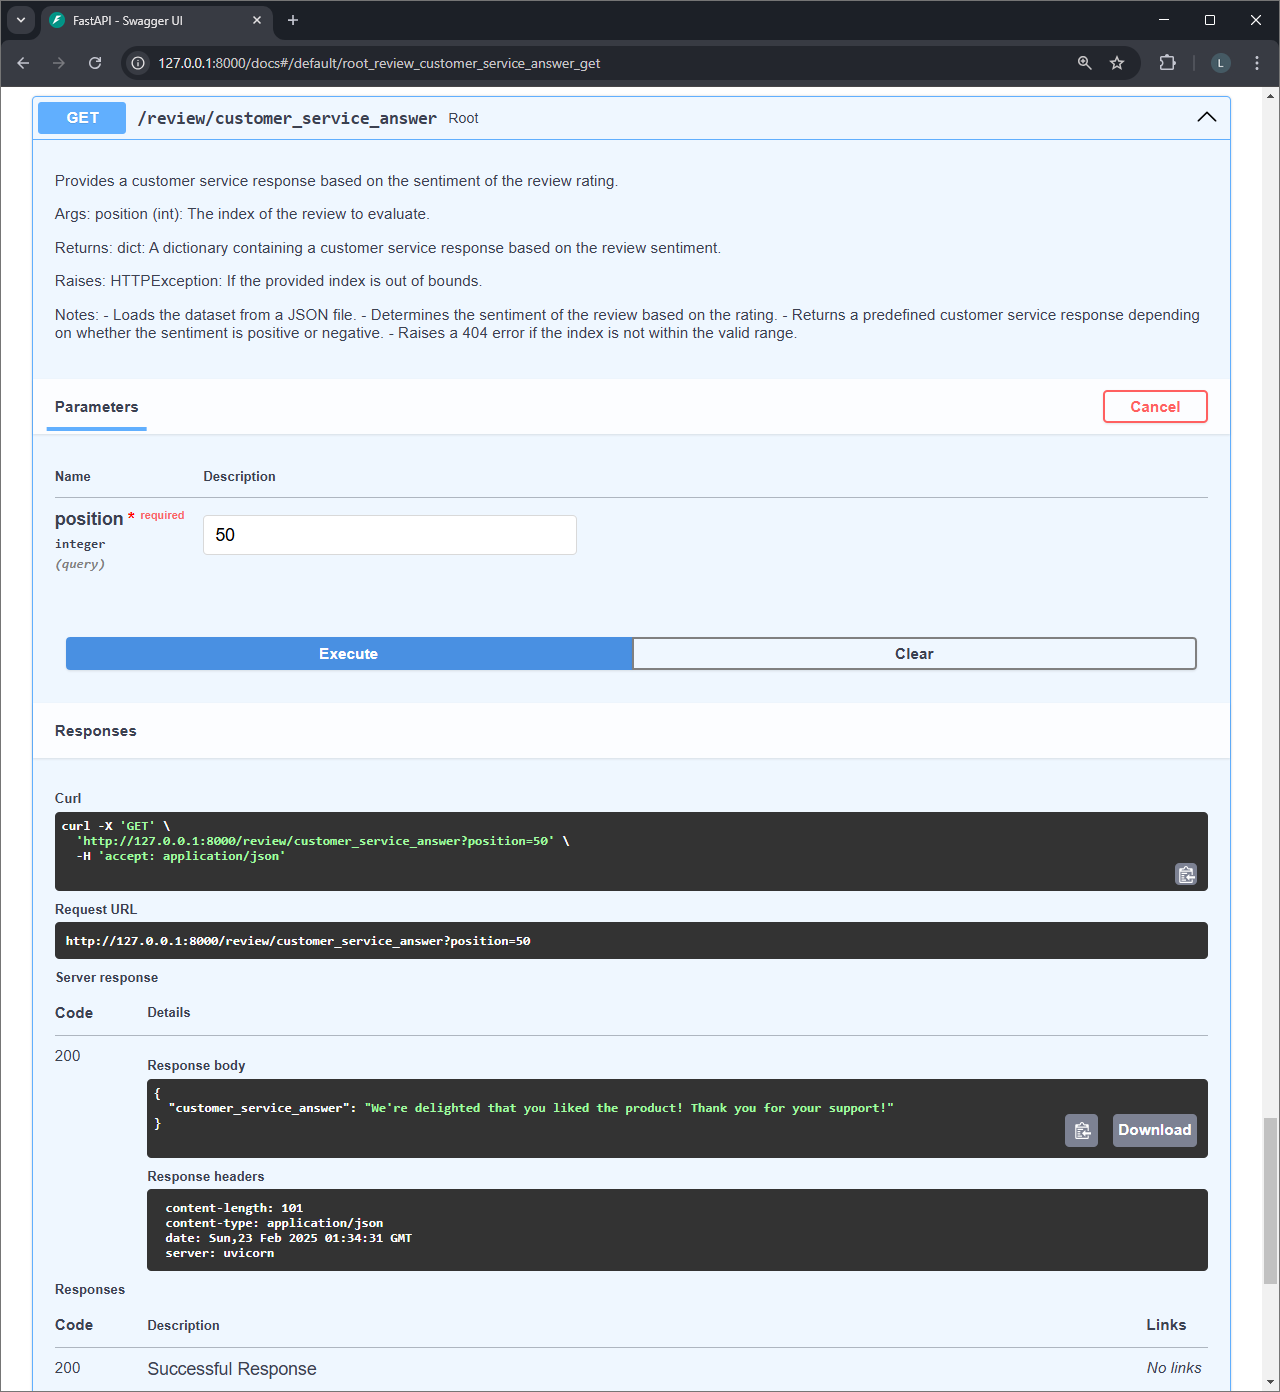 FastAPI - Swagger UI
127.0.0.1:8000/docs#/default/root_review_customer_service_answer_get
L
GET /review/customer_service_answer Root
Provides a customer service response based on the sentiment of the review rating.
Args: position (int): The index of the review to evaluate.
Returns: dict: A dictionary containing a customer service response based on the review sentiment.
Raises: HTTPException: If the provided index is out of bounds.
Notes: - Loads the dataset from a JSON file. - Determines the sentiment of the review based on the rating. - Returns a predefined customer service response depending
on whether the sentiment is positive or negative. - Raises a 404 error if the index is not within the valid range.
Parameters Cancel
Name Description
position * required
50
integer
(query)
Execute Clear
Responses
Curl
curl -X 'GET' \
'http://127.0.0.1:8000/review/customer_service_answer?position=50' \
-H 'accept: application/json'
Request URL
http://127.0.0.1:8000/review/customer_service_answer?position=50
Server response
Code Details
200
Response body
{
"customer_service_answer": "We're delighted that you liked the product! Thank you for your support!"
}
Download
Response headers
content-length: 101
content-type: application/json
date: Sun,23 Feb 2025 01:34:31 GMT
server: uvicorn
Responses
Code Description Links
200 Successful Response No links